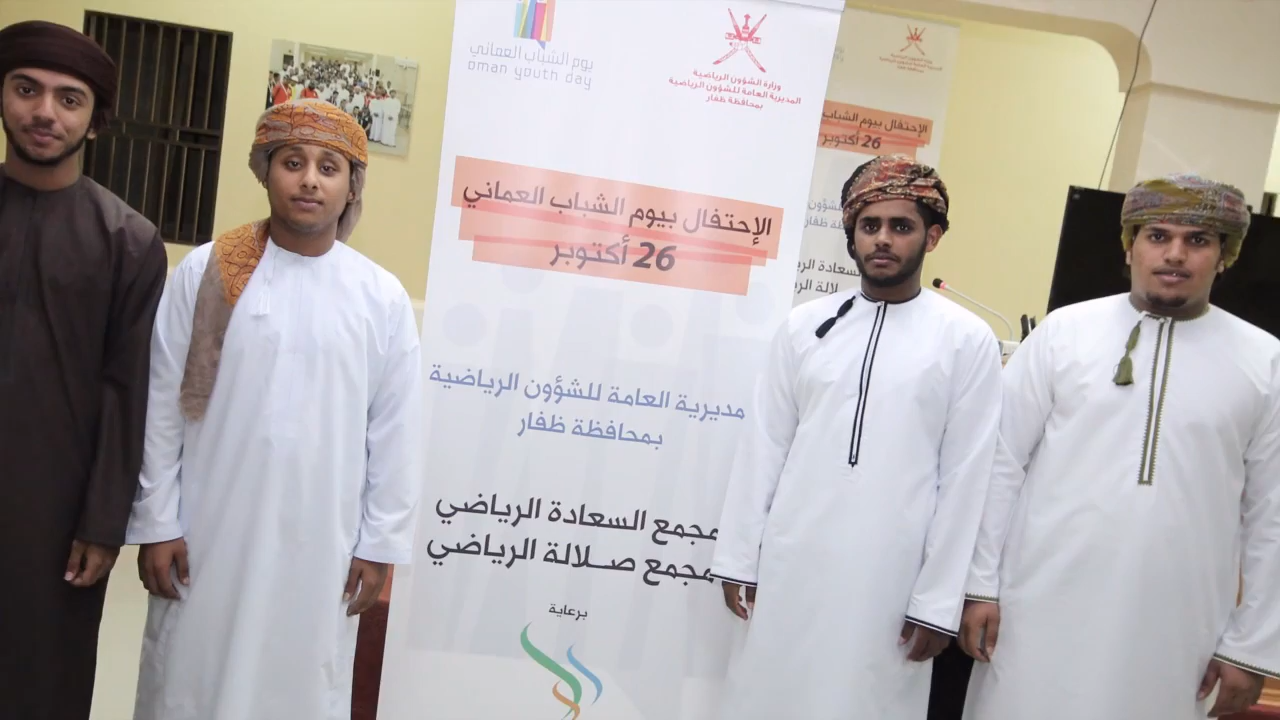 يوم الشباب العماني
oman youth day
وزارة الشؤون الرياضية
المديرية العامة للشؤون الرياضية
بمحافظة ظفار
الإحتفال بيوم الشباب العماني
26 أكتوبر
مديرية العامة للشؤون الرياضية
بمحافظة ظفار
مجمع السعادة الرياضي
مجمع صـلالة الرياضي
برعاية
الإحتفال بيوم الشباب
26 أكتوبر